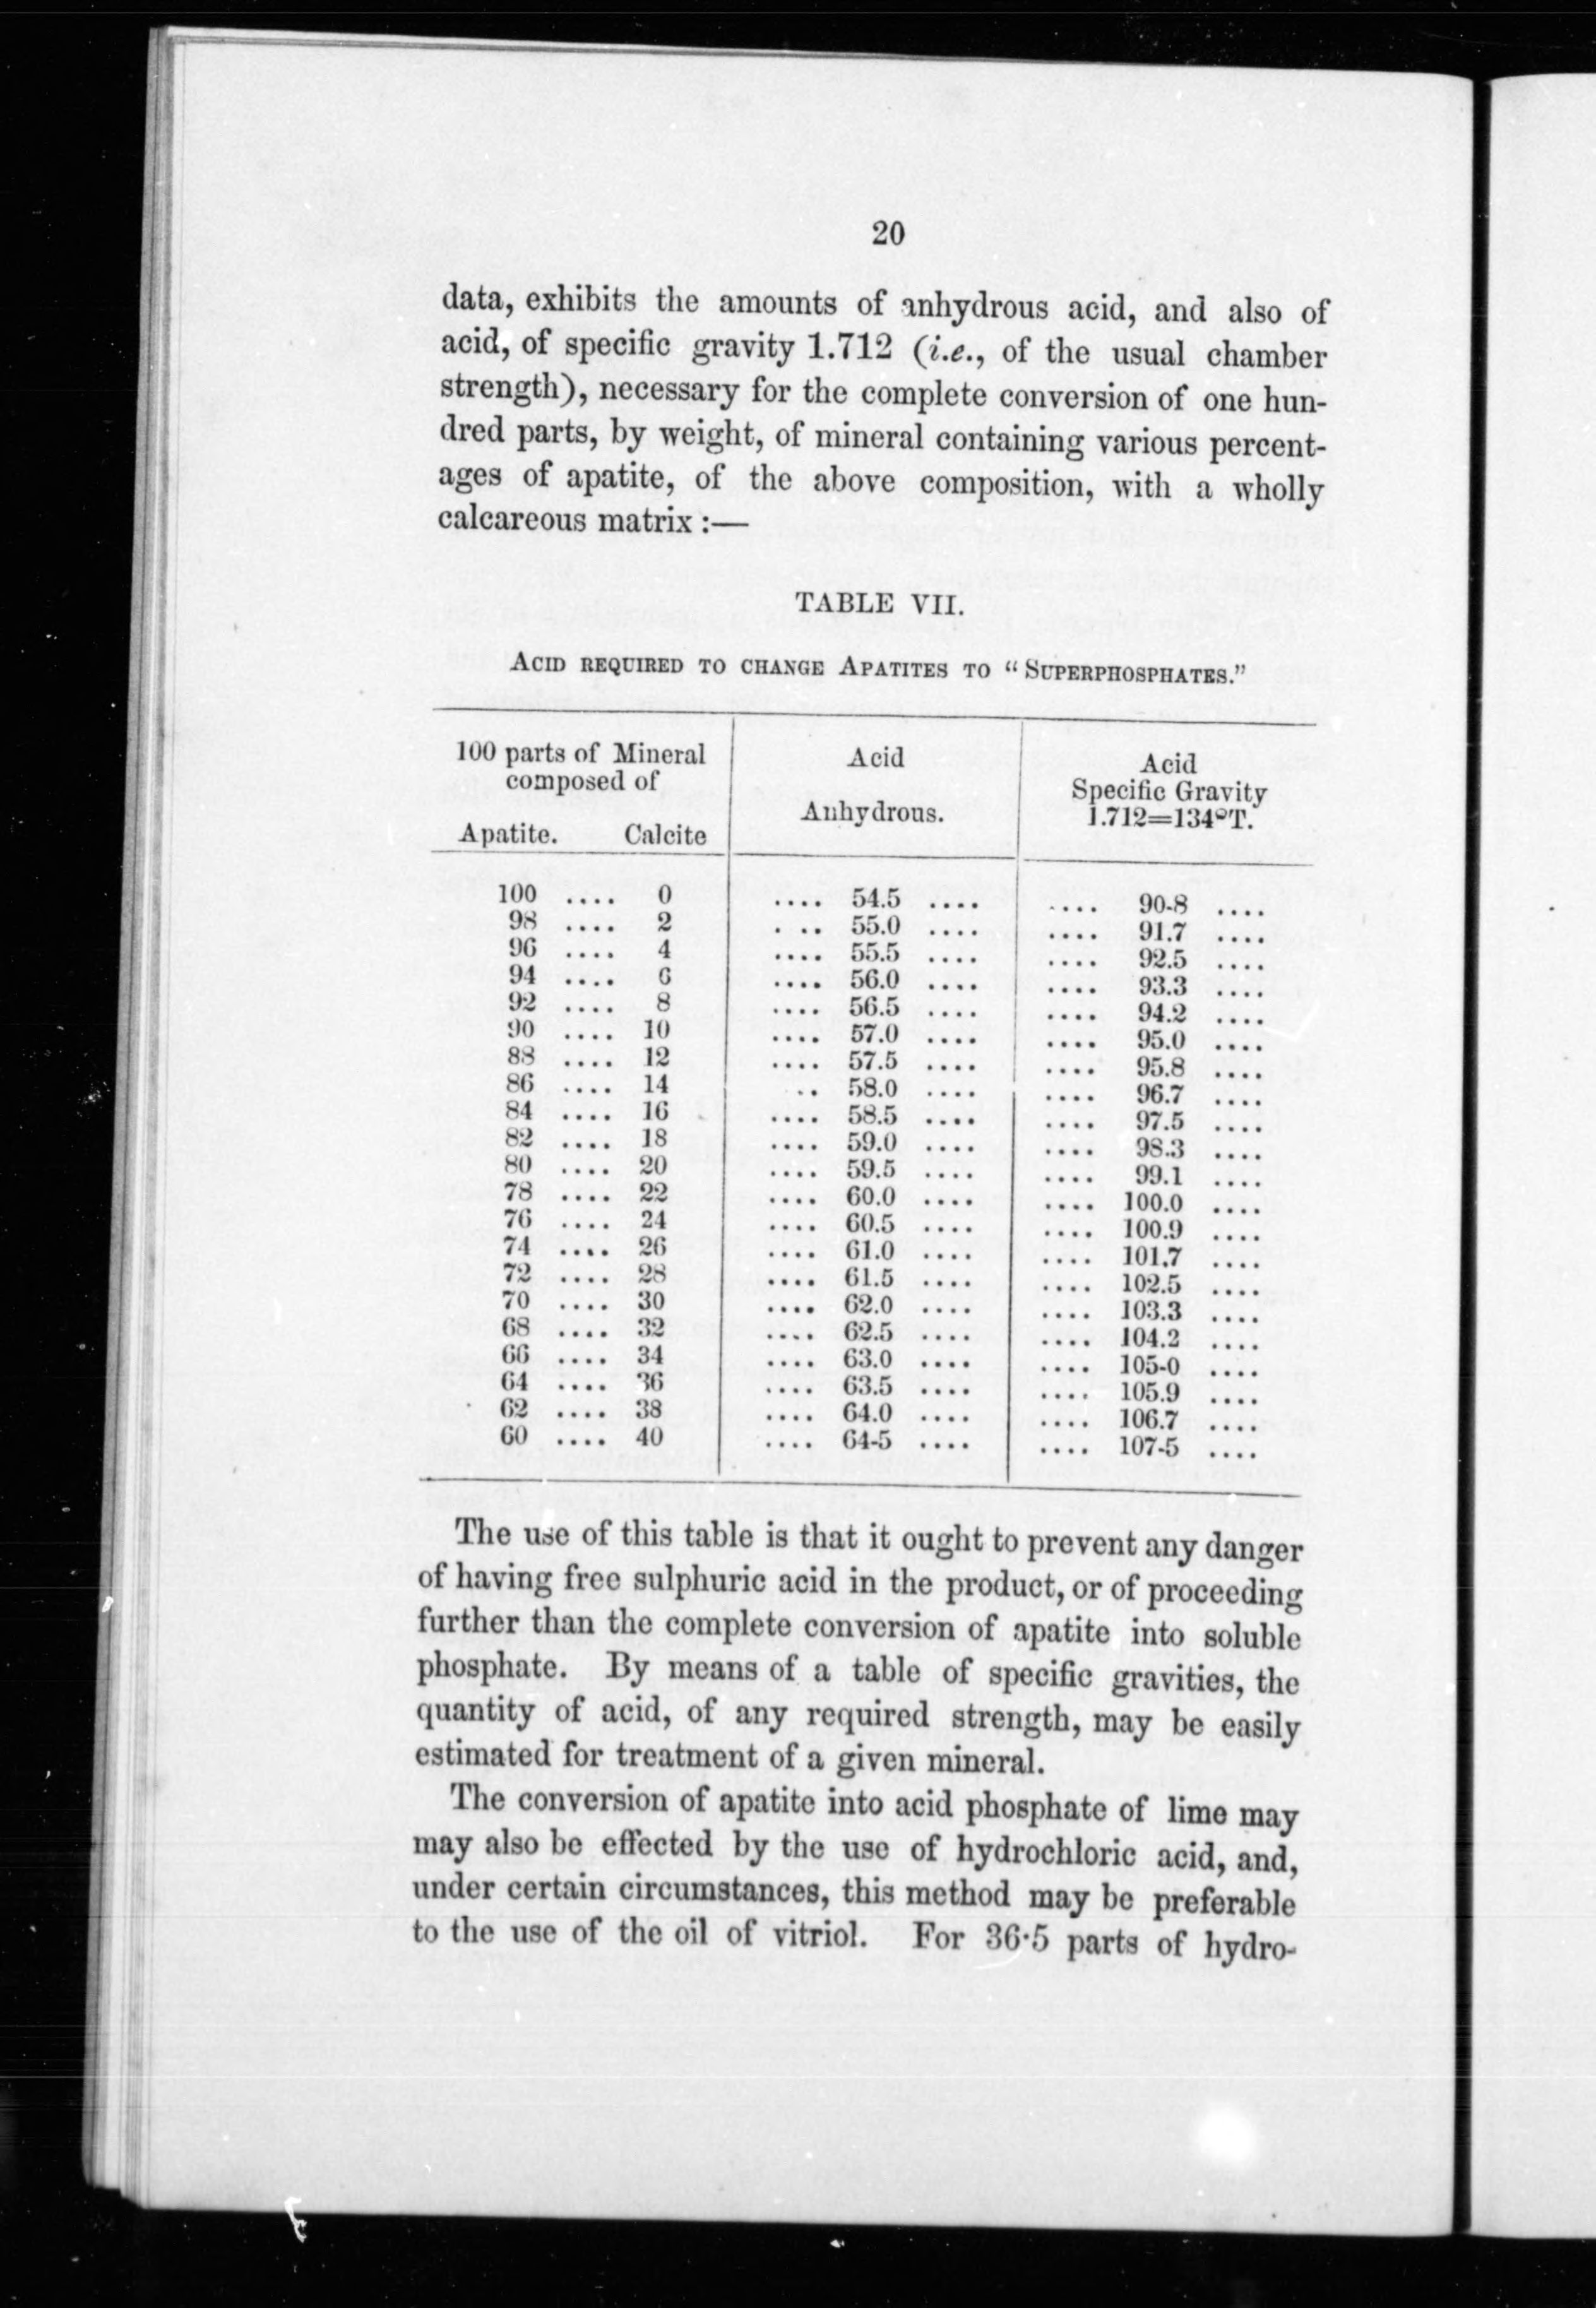 20
data, exhibits the amounts of anhydrous acid, and also of
acid, of specific gravity 1.712 (i.e., of the usual chamber
strength), necessary for the complete conversion of one hun-
dred parts, by weight, of mineral containing various percent-
ages of apatite, of the above composition, with a wholly
calcareous matrix :—
TABLE VII.
ACID REQUIRED TO CHANGE APATITES TO “ SUPERPHOSPHATES.”
100 parts of Mineral
composed of
Apatite. Calcite
Acid
Anhydrous.
Acid
Specific Gravity
1.712=134°T.
100 .... 0 .... 54.5 .... .... 90-8 ....
98 .... 2 . .. 55.0 .... .... 91.7 ....
96 .... 4 .... 55.5 .... .... 92.5 ....
94 .... 6 .... 56.0 .... .... 93.3 ....
92 .... 8 .... 56.5 .... .... 94.2 ....
90 .... 10 .... 57.0 .... .... 95.0 ....
88 .... 12 .... 57.5 .... .... 95.8 ....
86 .... 14 .. 58.0 .... .... 96.7 ....
84 .... 16 .... 58.5 .... .... 97.5 ....
82 .... 18 .... 59.0 .... .... 98.3 ....
80 .... 20 .... 59.5 .... .... 99.1 ....
78 .... 22 .... 60.0 .... .... 100.0 ....
76 .... 24 .... 60.5 .... .... 100.9 ....
74 .... 26 .... 61.0 .... .... 101.7 ....
72 .... 28 .... 61.5 .... .... 102.5 ....
70 .... 30 .... 62.0 .... .... 103.3 ....
68 .... 32 .... 62.5 .... .... 104.2 ....
66 .... 34 .... 63.0 .... .... 105-0 ....
64 .... 36 .... 63.5 .... .... 105.9 ....
62 .... 38 .... 64.0 .... .... 106.7 ....
60 .... 40 .... 64-5 .... .... 107-5 ....
The use of this table is that it ought to prevent any danger
of having free sulphuric acid in the product, or of proceeding
further than the complete conversion of apatite into soluble
phosphate. By means of a table of specific gravities, the
quantity of acid, of any required strength, may be easily
estimated for treatment of a given mineral.
The conversion of apatite into acid phosphate of lime may
may also be effected by the use of hydrochloric acid, and,
under certain circumstances, this method may be preferable
to the use of the oil of vitriol. For 36·5 parts of hydro-